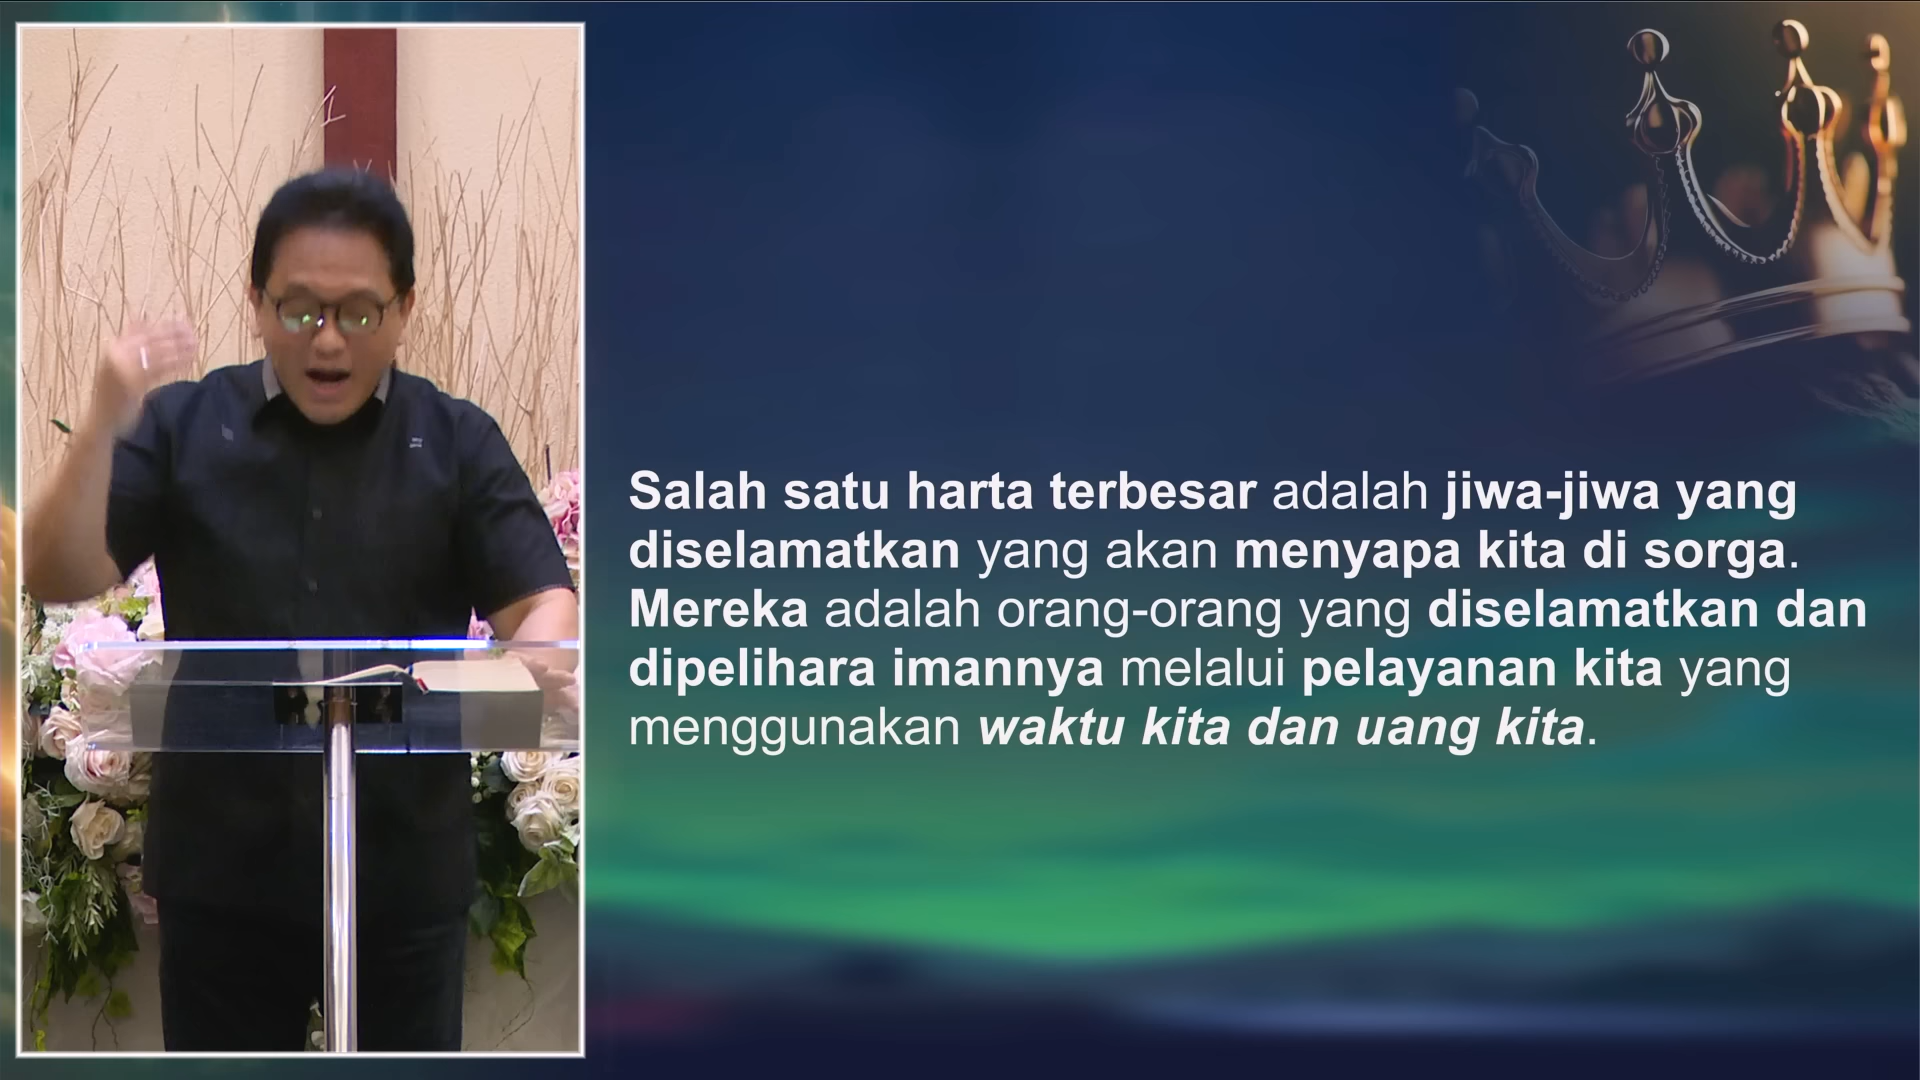 Salah satu harta terbesar adalah jiwa-jiwa yang
diselamatkan yang akan menyapa kita di sorga.
Mereka adalah orang-orang yang diselamatkan dan
dipelihara imannya melalui pelayanan kita yang
menggunakan waktu kita dan uang kita.